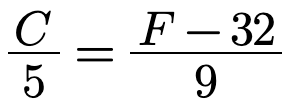 C/5 = (F − 32)/9